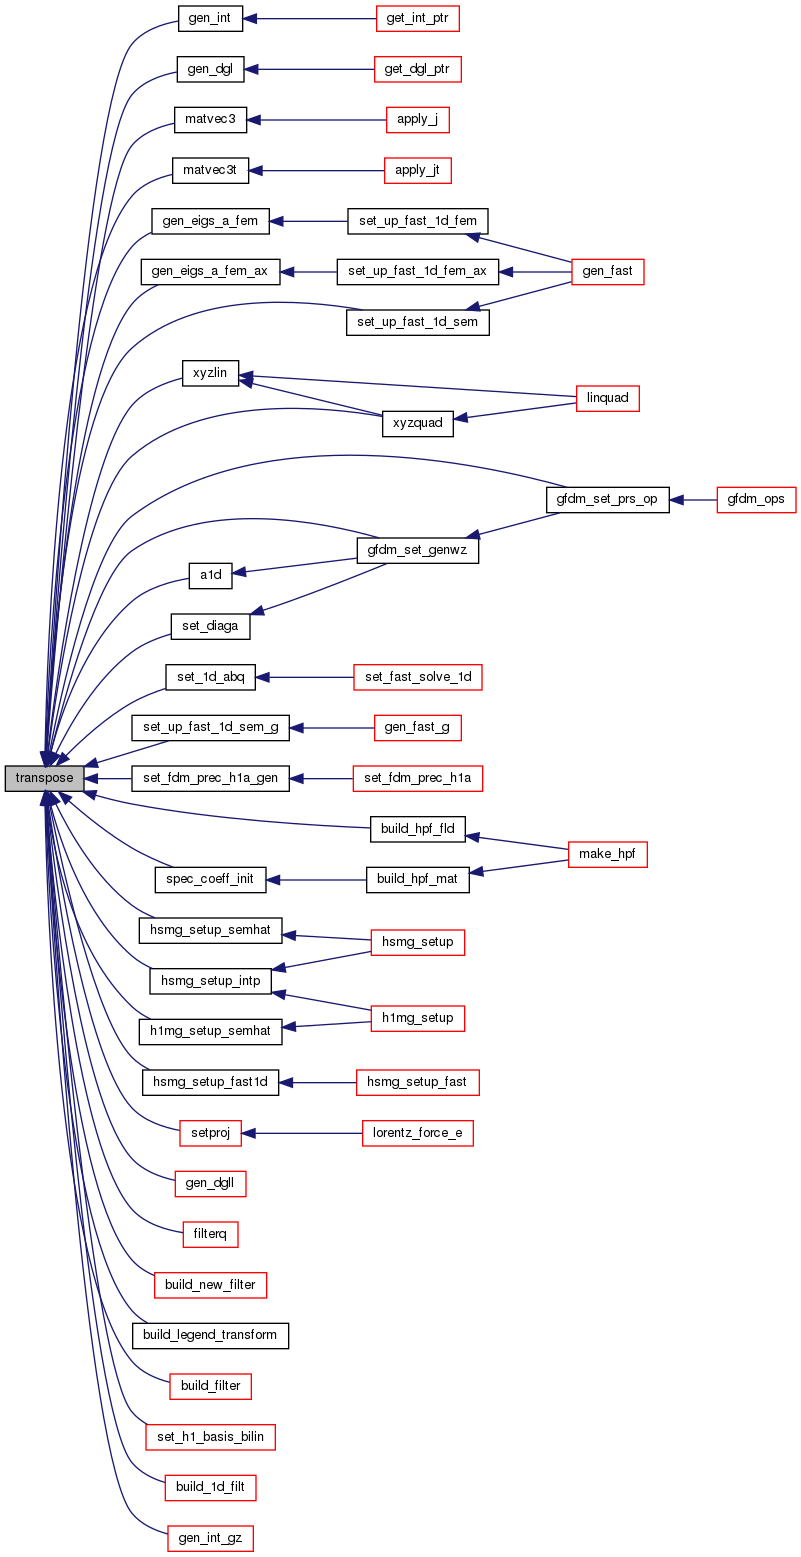 gen_int
get_int_ptr
gen_dgl
get_dgl_ptr
matvec3
apply_j
matvec3t
apply_jt
gen_eigs_a_fem
set_up_fast_1d_fem
gen_eigs_a_fem_ax
set_up_fast_1d_fem_ax
gen_fast
set_up_fast_1d_sem
xyzlin
linquad
xyzquad
gfdm_set_prs_op
gfdm_ops
gfdm_set_genwz
a1d
set_diaga
set_1d_abq
set_fast_solve_1d
set_up_fast_1d_sem_g
gen_fast_g
transpose
set_fdm_prec_h1a_gen
set_fdm_prec_h1a
build_hpf_fld
make_hpf
spec_coeff_init
build_hpf_mat
hsmg_setup_semhat
hsmg_setup
hsmg_setup_intp
h1mg_setup
h1mg_setup_semhat
hsmg_setup_fast1d
hsmg_setup_fast
setproj
lorentz_force_e
gen_dgll
filterq
build_new_filter
build_legend_transform
build_filter
set_h1_basis_bilin
build_1d_filt
gen_int_gz